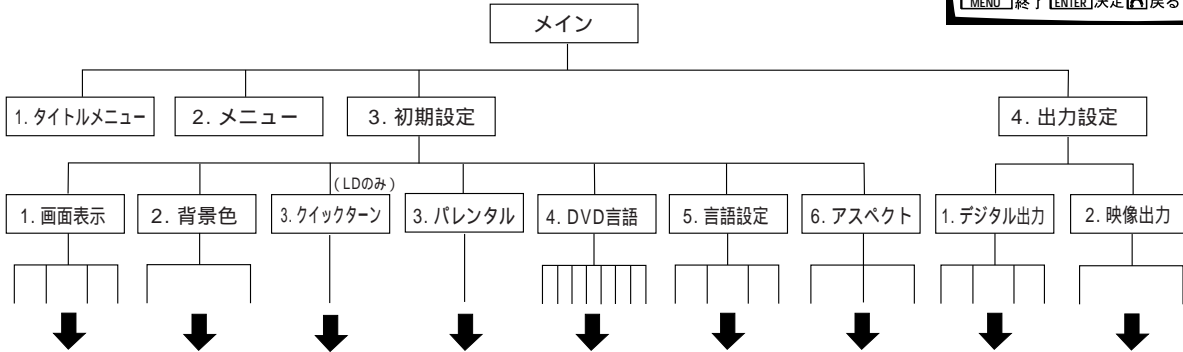 MENU 終了 ENTER 決定 戻る
メイン
1. タイトルメニュー
2. メニュー
3. 初期設定
4. 出力設定
(LDのみ)
1. 画面表示
2. 背景色
3. クイックターン
3. パレンタル
4. DVD言語
5. 言語設定
6. アスペクト
1. デジタル出力
2. 映像出力